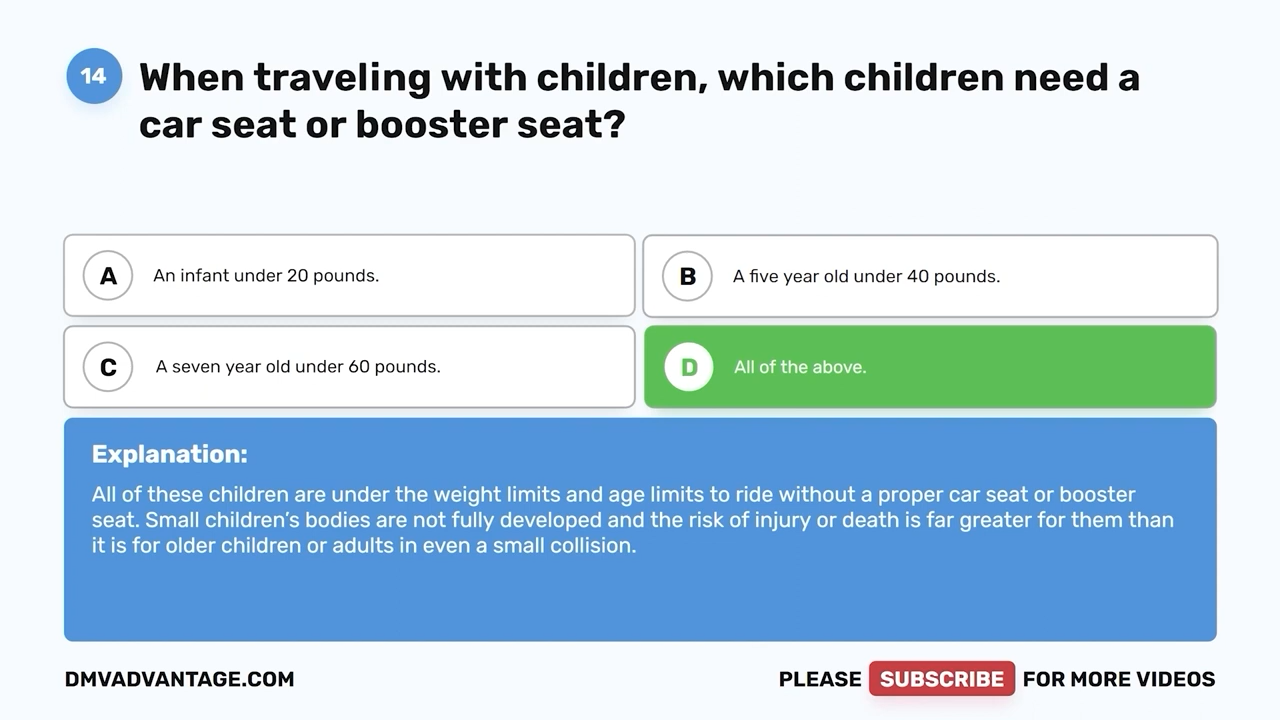 14
When traveling with children, which children need a
car seat or booster seat?
A An infant under 20 pounds.
B A five year old under 40 pounds.
C A seven year old under 60 pounds.
D All of the above.
Explanation:
All of these children are under the weight limits and age limits to ride without a proper car seat or booster
seat. Small children’s bodies are not fully developed and the risk of injury or death is far greater for them than
it is for older children or adults in even a small collision.
DMVADVANTAGE.COM
PLEASE SUBSCRIBE FOR MORE VIDEOS